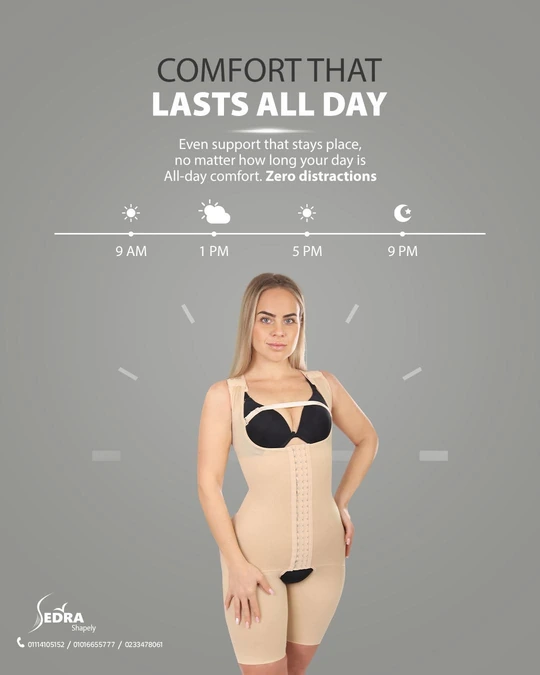 COMFORT THAT
LASTS ALL DAY
Even support that stays place,
no matter how long your day is
All-day comfort. Zero distractions
9 AM 1 PM 5 PM 9 PM
SEDRA
Shapely
01114105152 / 01016655777 / 0233478061